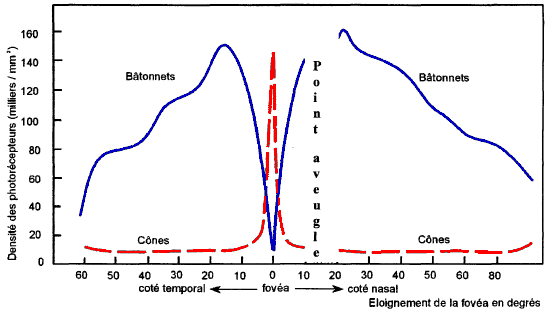 Densité des photorécepteurs (milliers / mm²)
160
140
120
100
80
60
40
20
0
Bâtonnets
Bâtonnets
Point aveugle
Cônes
Cônes
60 50 40 30 20 10 0 10 20 30 40 50 60 70 80
coté temporal fovéa coté nasal
Eloignement de la fovéa en degrés